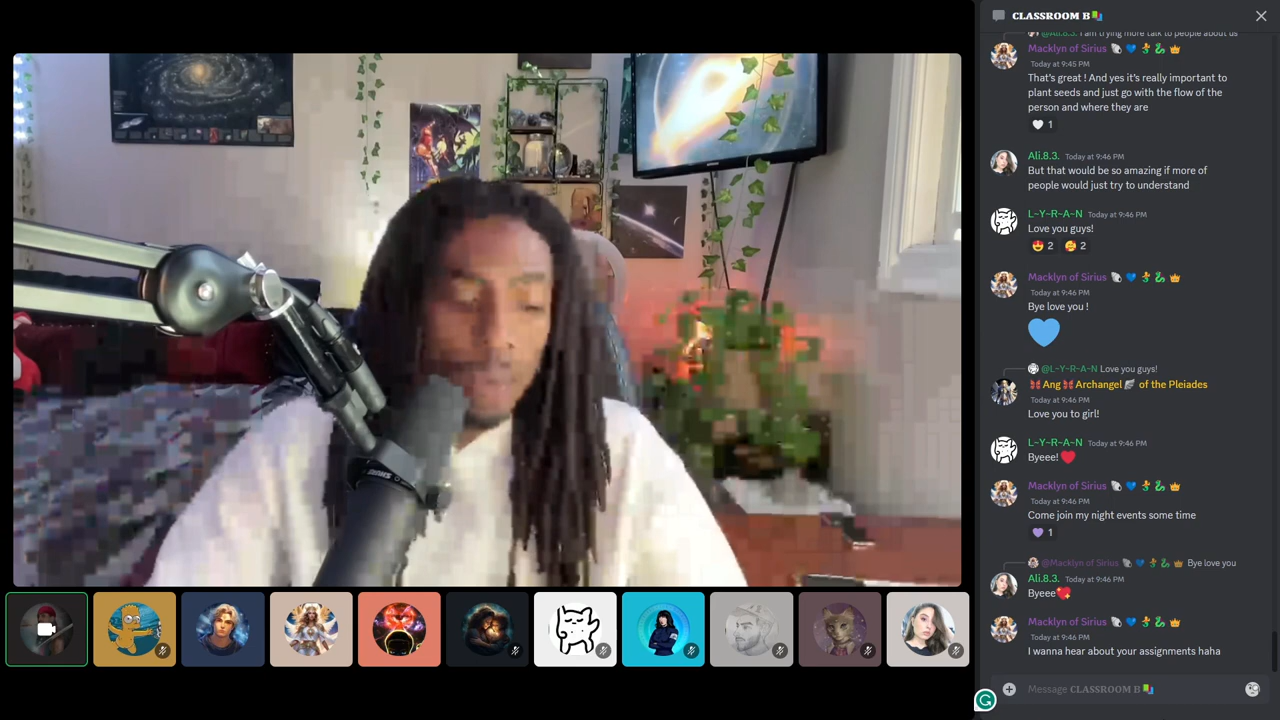 CLASSROOM B
@Ali.8.3. I am trying more talk to people about us
Macklyn of Sirius
Today at 9:45 PM
That's great ! And yes it's really important to
plant seeds and just go with the flow of the
person and where they are
1
Ali.8.3. Today at 9:46 PM
But that would be so amazing if more of
people would just try to understand
L~Y~R~A~N Today at 9:46 PM
Love you guys!
2 2
Macklyn of Sirius
Today at 9:46 PM
Bye love you !
@L~Y~R~A~N Love you guys!
Ang Archangel of the Pleiades
Today at 9:46 PM
Love you to girl!
L~Y~R~A~N Today at 9:46 PM
Byeee!
Macklyn of Sirius
Today at 9:46 PM
Come join my night events some time
1
@Macklyn of Sirius Bye love you
Ali.8.3. Today at 9:46 PM
Byeee
Macklyn of Sirius
Today at 9:46 PM
I wanna hear about your assignments haha
Message CLASSROOM B